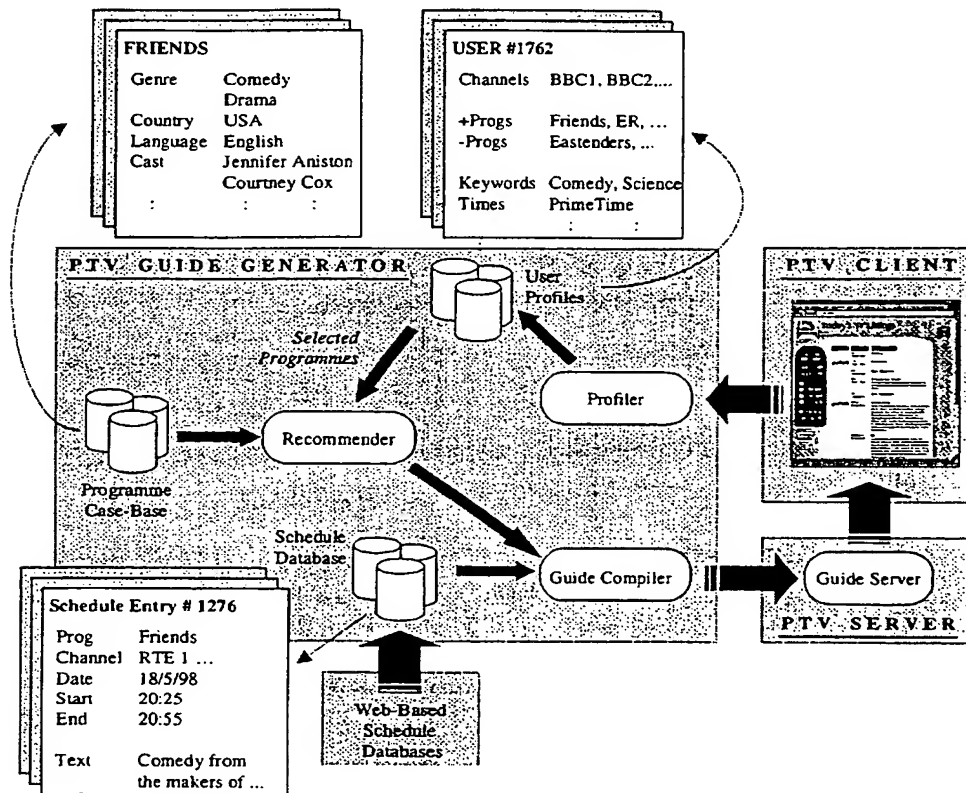 FRIENDS
Genre Comedy
Drama
Country USA
Language English
Cast Jennifer Aniston
Courtney Cox
: : :
USER #1762
Channels BBC1, BBC2,....
+Progs Friends, ER, ...
-Progs Eastenders, ...
Keywords Comedy, Science
Times PrimeTime
: :
PTV GUIDE GENERATOR
User
Profiles
Selected
Programmes
Profiler
Recommender
Programme
Case-Base
Schedule
Database
Guide Compiler
PTV CLIENT
Guide Server
PTV SERVER
Schedule Entry # 1276
Prog Friends
Channel RTE 1 ...
Date 18/5/98
Start 20:25
End 20:55
Text Comedy from
the makers of ...
Web-Based
Schedule
Databases